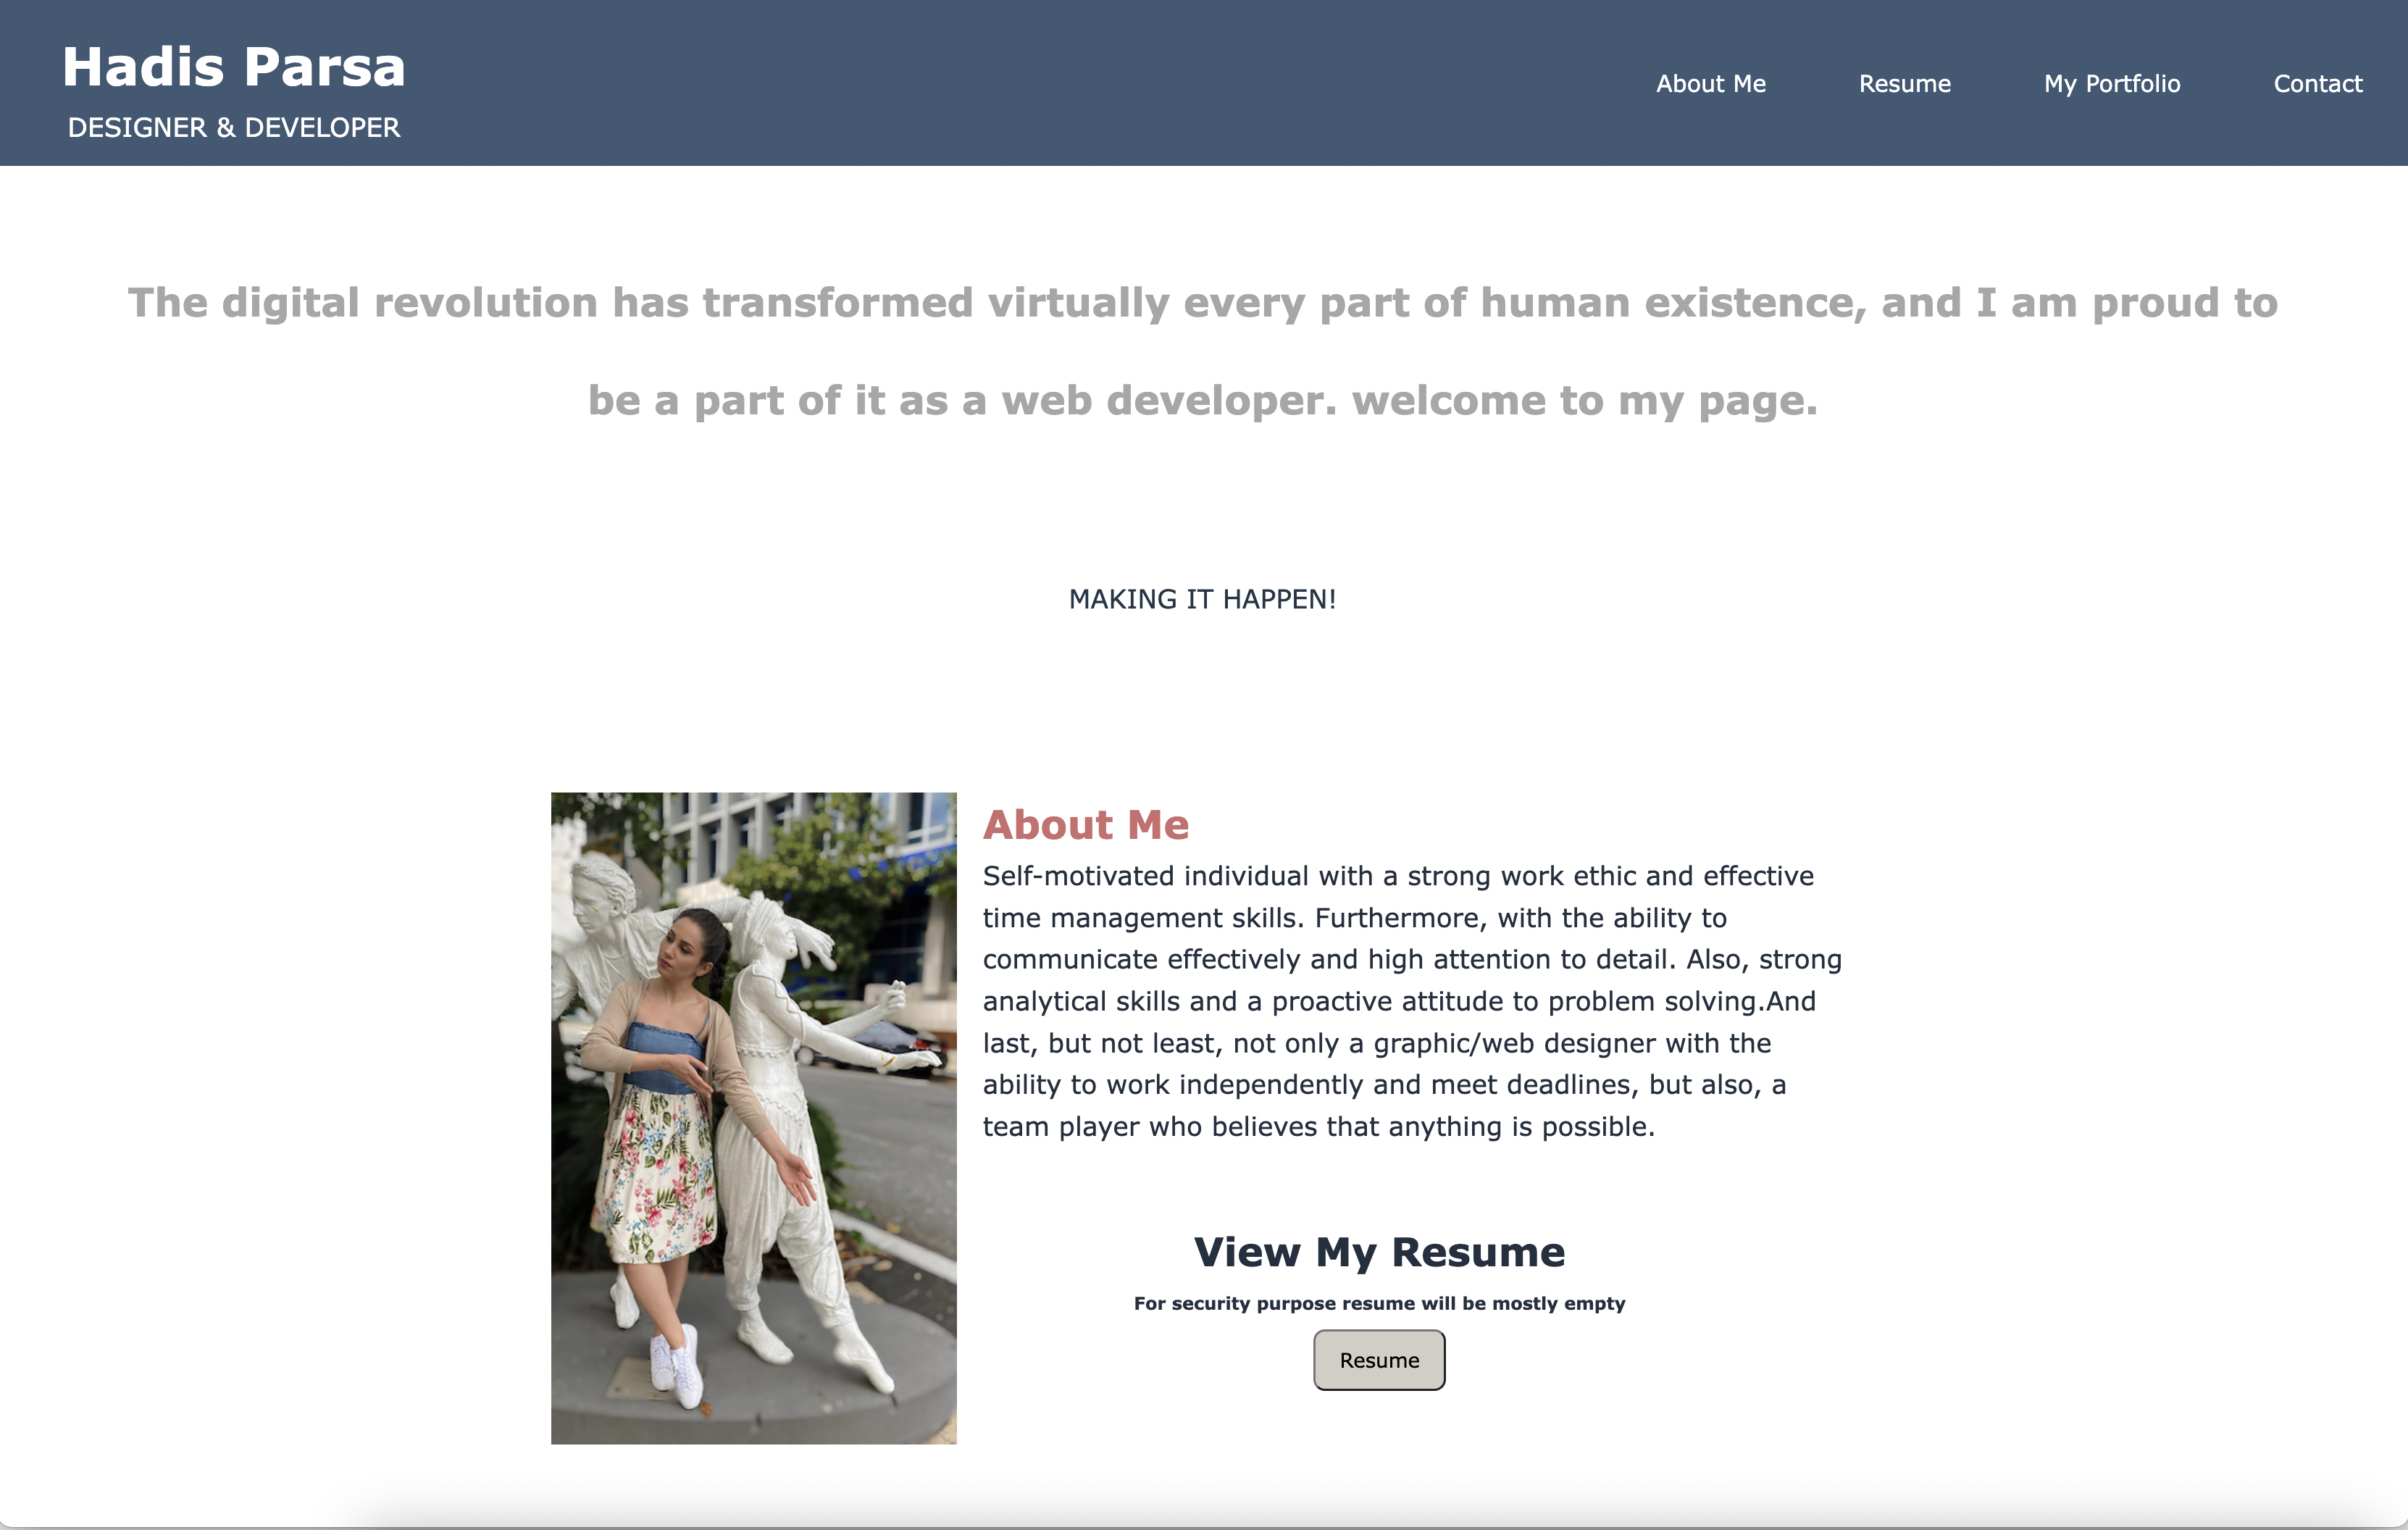 Hadis Parsa
DESIGNER & DEVELOPER
About Me
Resume
My Portfolio
Contact
The digital revolution has transformed virtually every part of human existence, and I am proud to
be a part of it as a web developer. welcome to my page.
MAKING IT HAPPEN!
About Me
Self-motivated individual with a strong work ethic and effective
time management skills. Furthermore, with the ability to
communicate effectively and high attention to detail. Also, strong
analytical skills and a proactive attitude to problem solving.And
last, but not least, not only a graphic/web designer with the
ability to work independently and meet deadlines, but also, a
team player who believes that anything is possible.
View My Resume
For security purpose resume will be mostly empty
Resume